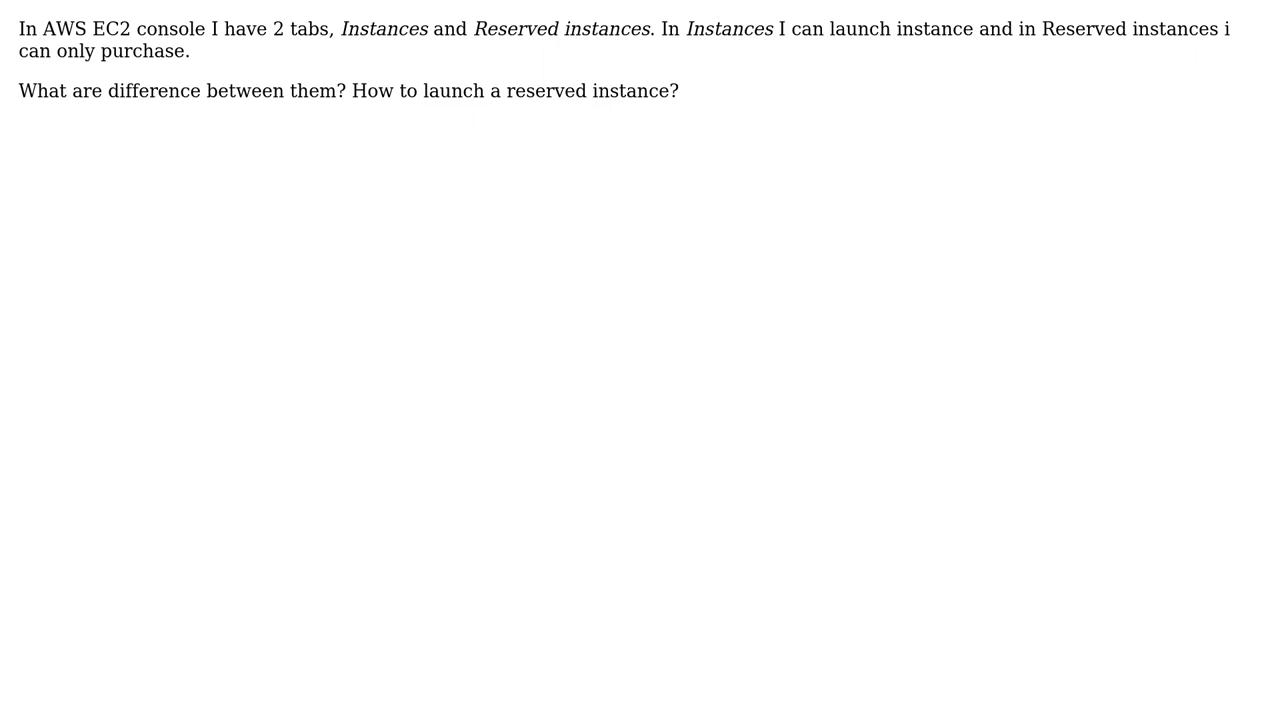 In AWS EC2 console I have 2 tabs, Instances and Reserved instances. In Instances I can launch instance and in Reserved instances i
can only purchase.
What are difference between them? How to launch a reserved instance?